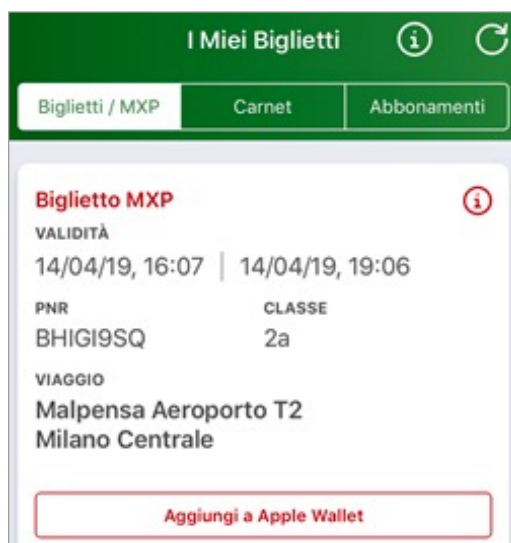 I Miei Biglietti
Biglietti / MXP Carnet Abbonamenti
Biglietto MXP
VALIDITÀ
14/04/19, 16:07 | 14/04/19, 19:06
PNR CLASSE
BHIGI9SQ 2a
VIAGGIO
Malpensa Aeroporto T2
Milano Centrale
Aggiungi a Apple Wallet